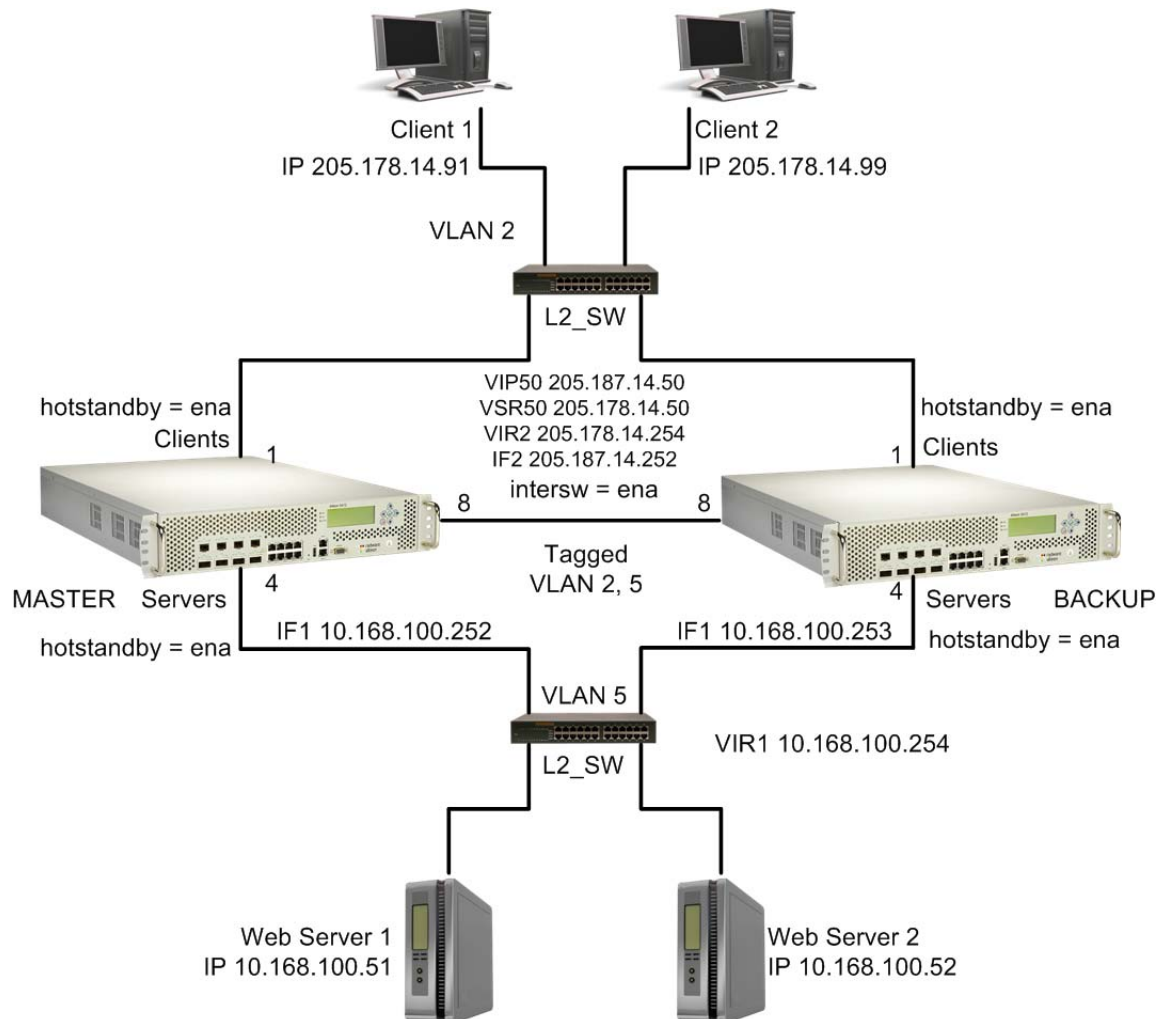 Client 1
IP 205.178.14.91
Client 2
IP 205.178.14.99
VLAN 2
L2_SW
hotstandby = ena
Clients
1
VIP50 205.187.14.50
VSR50 205.178.14.50
VIR2 205.178.14.254
IF2 205.187.14.252
intersw = ena
hotstandby = ena
1
Clients
8
8
Tagged
VLAN 2, 5
MASTER
Servers
4
4
Servers
BACKUP
hotstandby = ena
IF1 10.168.100.252
IF1 10.168.100.253
hotstandby = ena
VLAN 5
L2_SW
VIR1 10.168.100.254
Web Server 1
IP 10.168.100.51
Web Server 2
IP 10.168.100.52